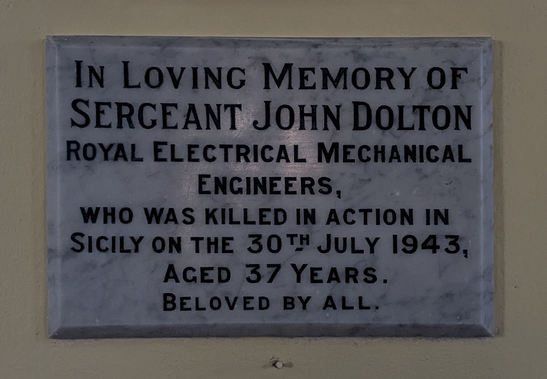 IN LOVING MEMORY OF
SERGEANT JOHN DOLTON
ROYAL ELECTRICAL MECHANICAL
ENGINEERS,
WHO WAS KILLED IN ACTION IN
SICILY ON THE 30TH JULY 1943,
AGED 37 YEARS.
BELOVED BY ALL.